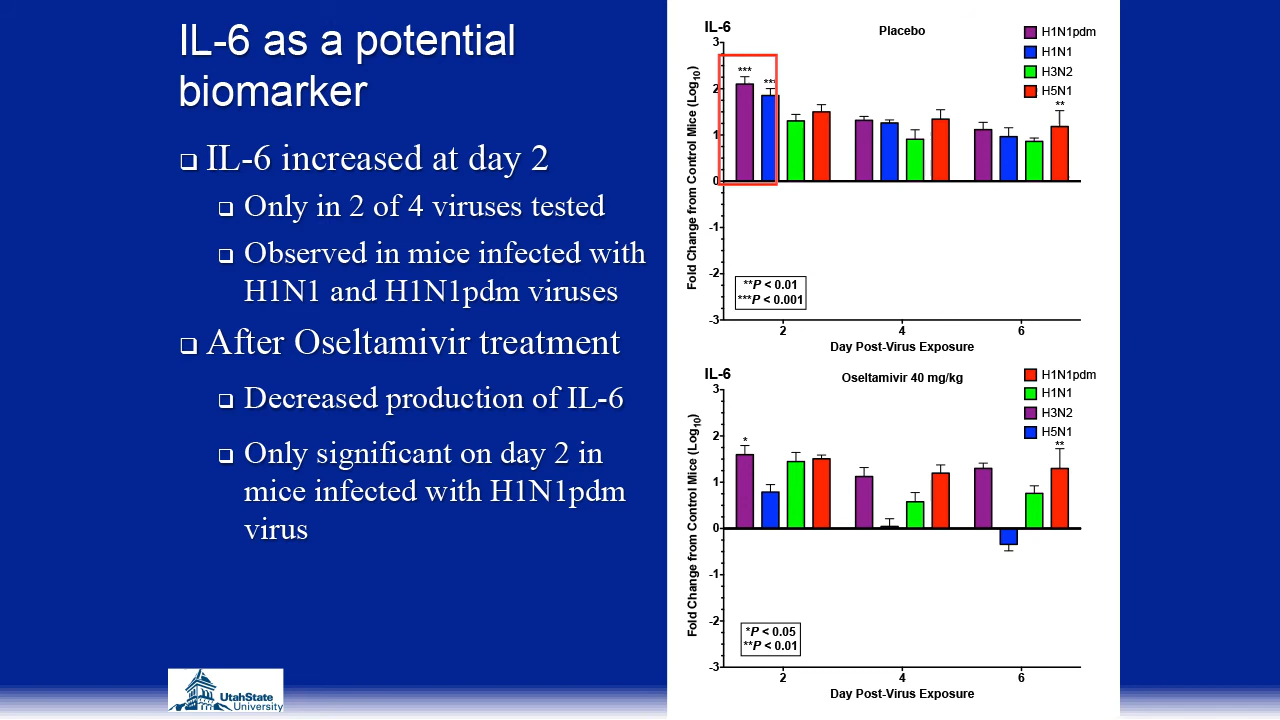 IL-6 as a potential
biomarker
❑ IL-6 increased at day 2
❑ Only in 2 of 4 viruses tested
❑ Observed in mice infected with
H1N1 and H1N1pdm viruses
❑ After Oseltamivir treatment
❑ Decreased production of IL-6
❑ Only significant on day 2 in
mice infected with H1N1pdm
virus
UtahState
University
IL-6
Placebo
H1N1pdm
H1N1
H3N2
H5N1
Fold Change from Control Mice (Log10)
3
2
1
0
-1
-2
-3
***
***
**
**P < 0.01
***P < 0.001
2 4 6
Day Post-Virus Exposure
IL-6
Oseltamivir 40 mg/kg
H1N1pdm
H1N1
H3N2
H5N1
Fold Change from Control Mice (Log10)
3
2
1
0
-1
-2
-3
*
**
*P < 0.05
**P < 0.01
2 4 6
Day Post-Virus Exposure